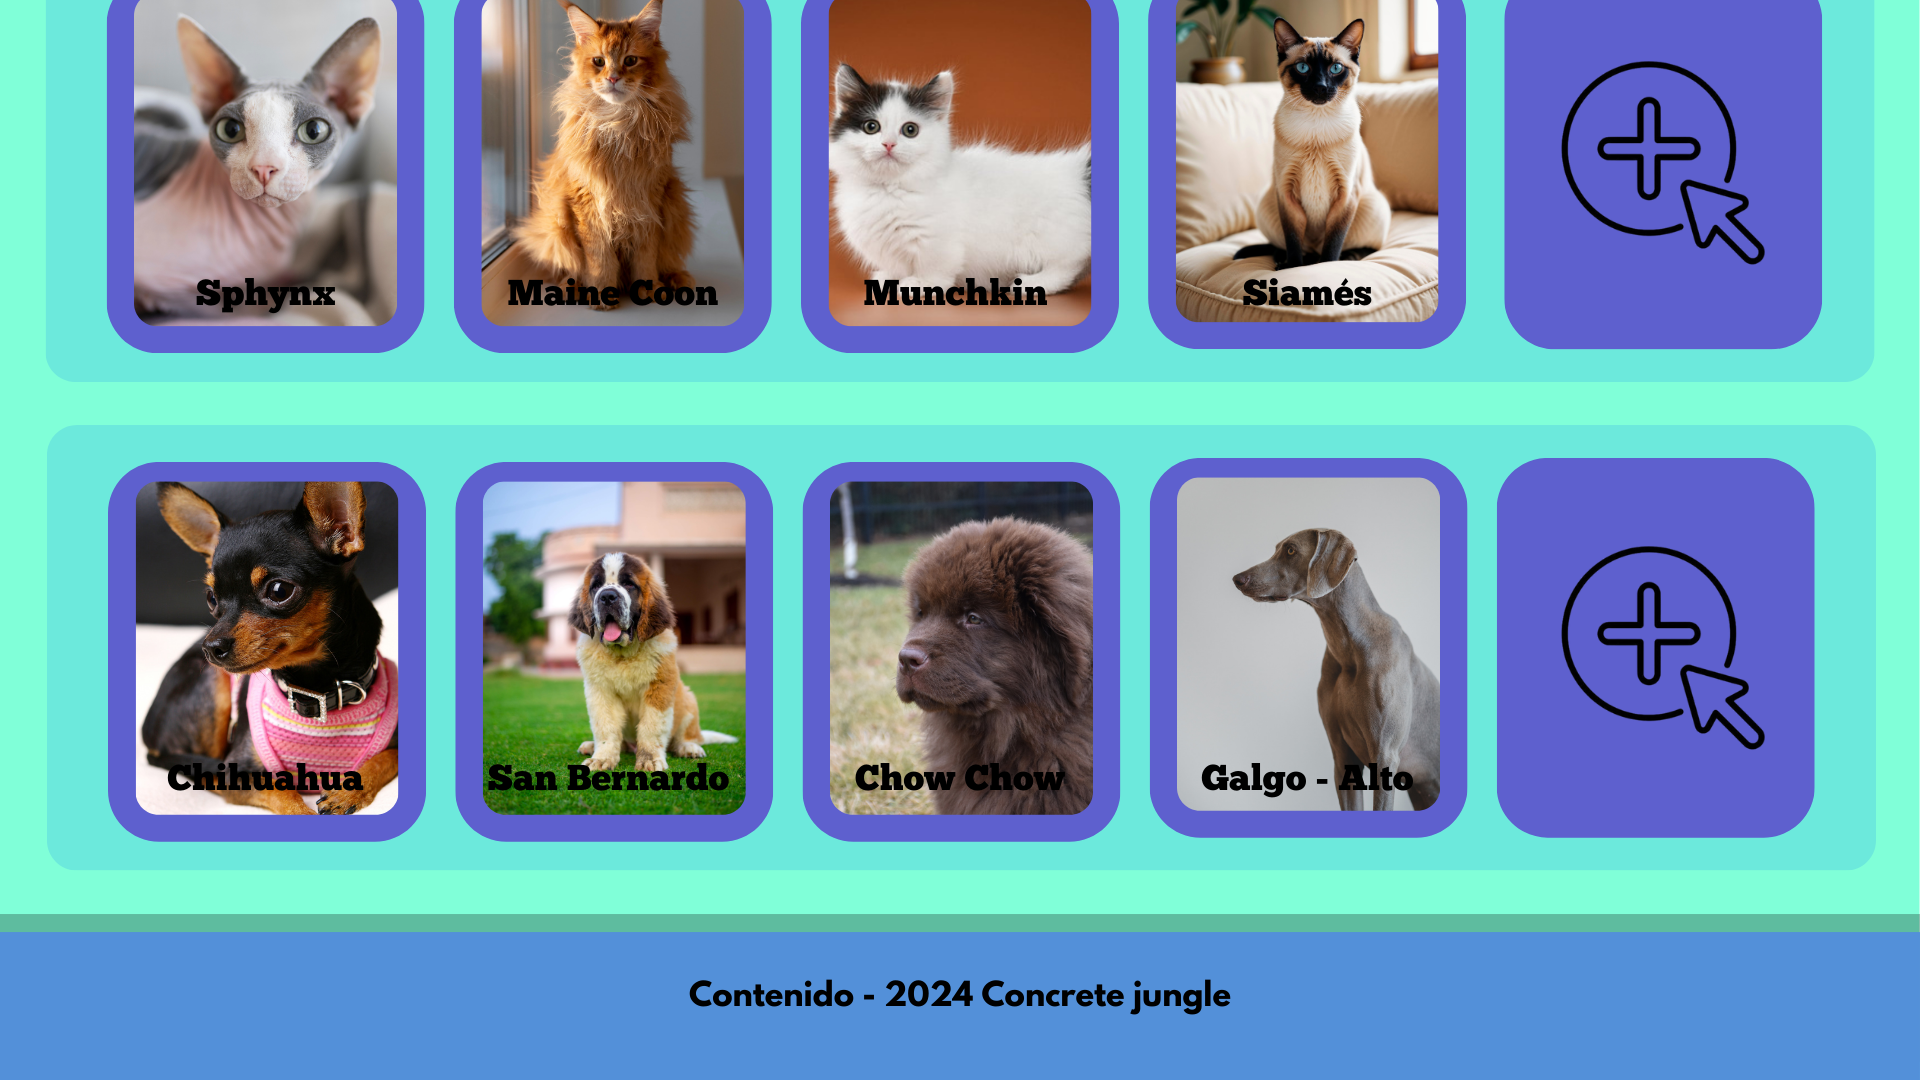 Sphynx
Maine Coon
Munchkin
Siamés
Chihuahua
San Bernardo
Chow Chow
Galgo - Alto
Contenido - 2024 Concrete jungle